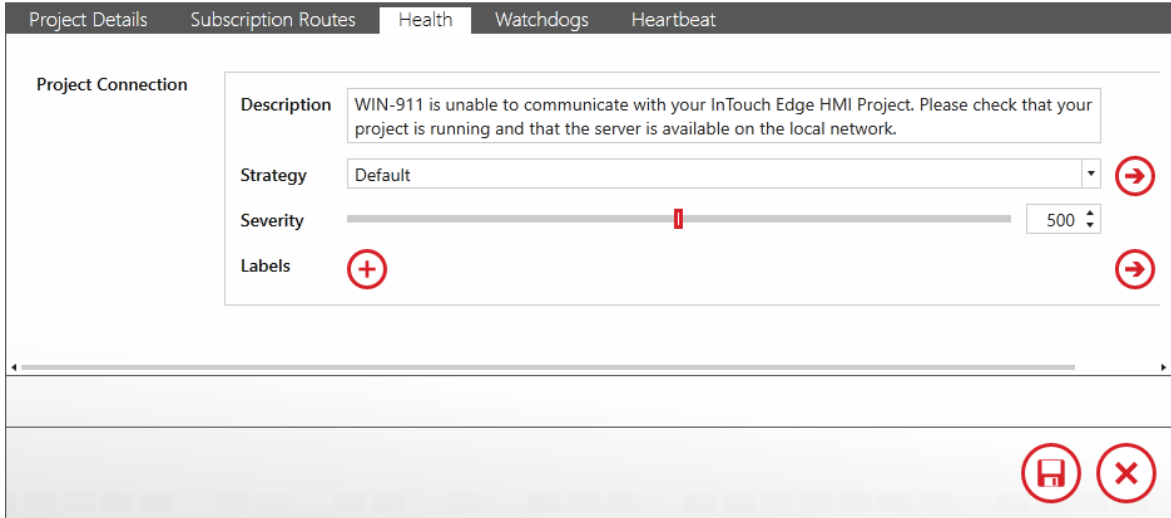 Project Details Subscription Routes Health Watchdogs Heartbeat
Project Connection
Description WIN-911 is unable to communicate with your InTouch Edge HMI Project. Please check that your
project is running and that the server is available on the local network.
Strategy Default
Severity 500
Labels